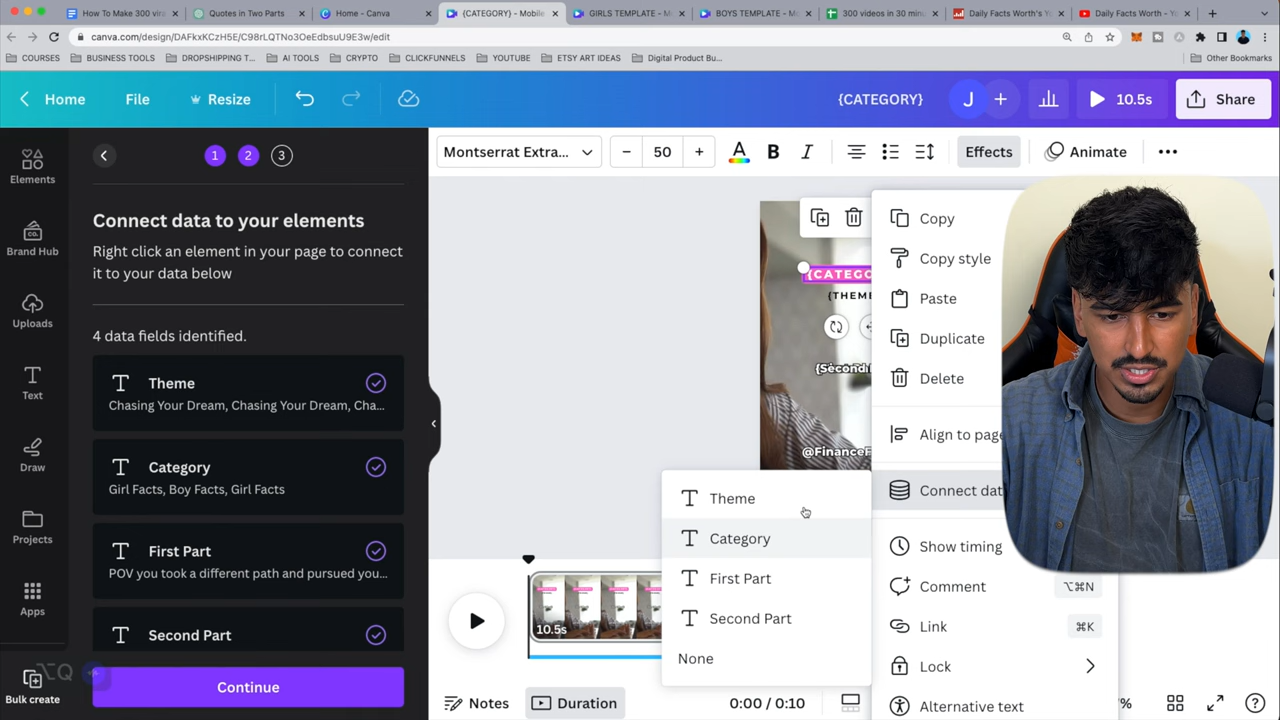 How To Make 300 vira
Quotes in Two Parts
Home - Canva
{CATEGORY} - Mobile
GIRLS TEMPLATE - M
BOYS TEMPLATE - M
300 videos in 30 minu
Daily Facts Worth's Y
Daily Facts Worth - Yo
canva.com/design/DAFkxKCzH5E/C98rLQTNo3OeEdbsuU9E3w/edit
COURSES
BUSINESS TOOLS
DROPSHIPPING T...
AI TOOLS
CRYPTO
CLICKFUNNELS
YOUTUBE
ETSY ART IDEAS
Digital Product Bu...
Other Bookmarks
Home
File
Resize
{CATEGORY}
J
10.5s
Share
Elements
Brand Hub
Uploads
Text
Draw
Projects
Apps
Bulk create
1
2
3
Connect data to your elements
Right click an element in your page to connect
it to your data below
4 data fields identified.
Theme
Chasing Your Dream, Chasing Your Dream, Cha...
Category
Girl Facts, Boy Facts, Girl Facts
First Part
POV you took a different path and pursued you...
Second Part
⌥Q
Continue
Montserrat Extra...
50
A
B
I
Effects
Animate
{CATEGO
{THEME
{SecondP
@FinanceF
Copy
Copy style
Paste
Duplicate
Delete
Align to page
Connect dat
Show timing
Comment
⌥⌘N
Link
⌘K
Lock
Alternative text
Theme
Category
First Part
Second Part
None
10.5s
Notes
Duration
0:00 / 0:10
%